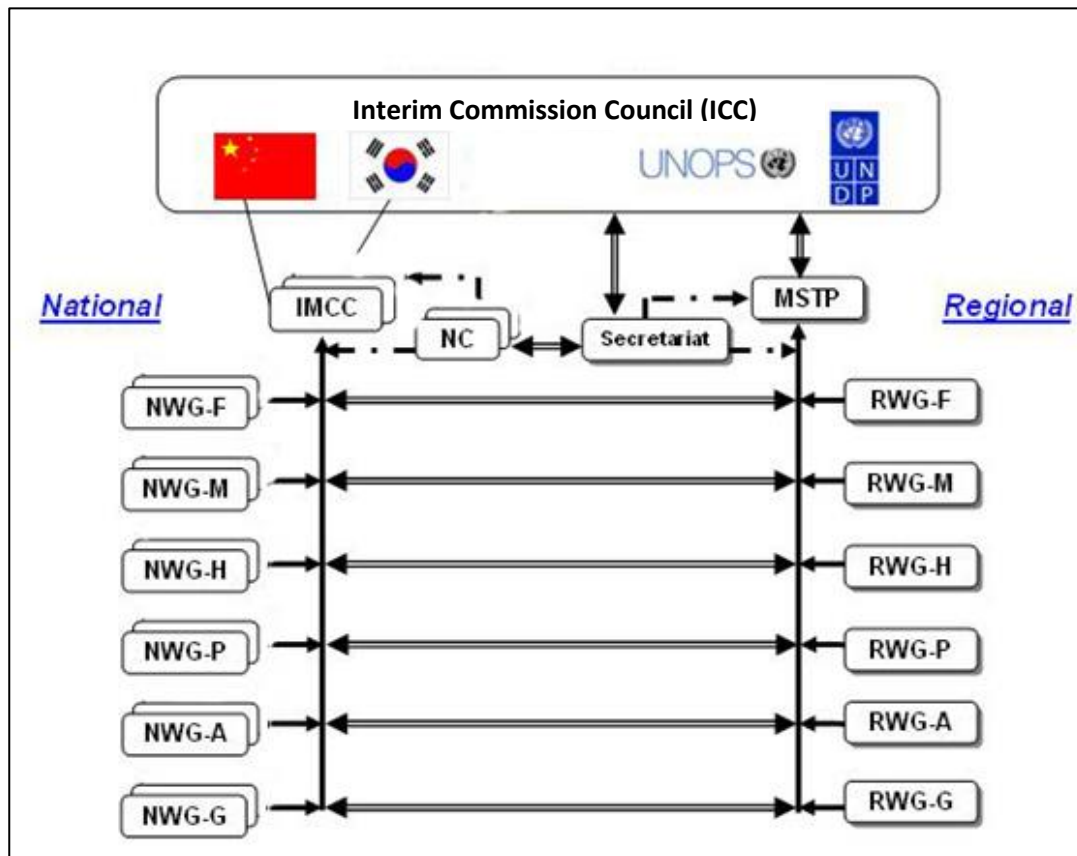 Interim Commission Council (ICC)
UNOPS
UN
DP
National
IMCC
NC
Secretariat
MSTP
Regional
NWG-F
RWG-F
NWG-M
RWG-M
NWG-H
RWG-H
NWG-P
RWG-P
NWG-A
RWG-A
NWG-G
RWG-G